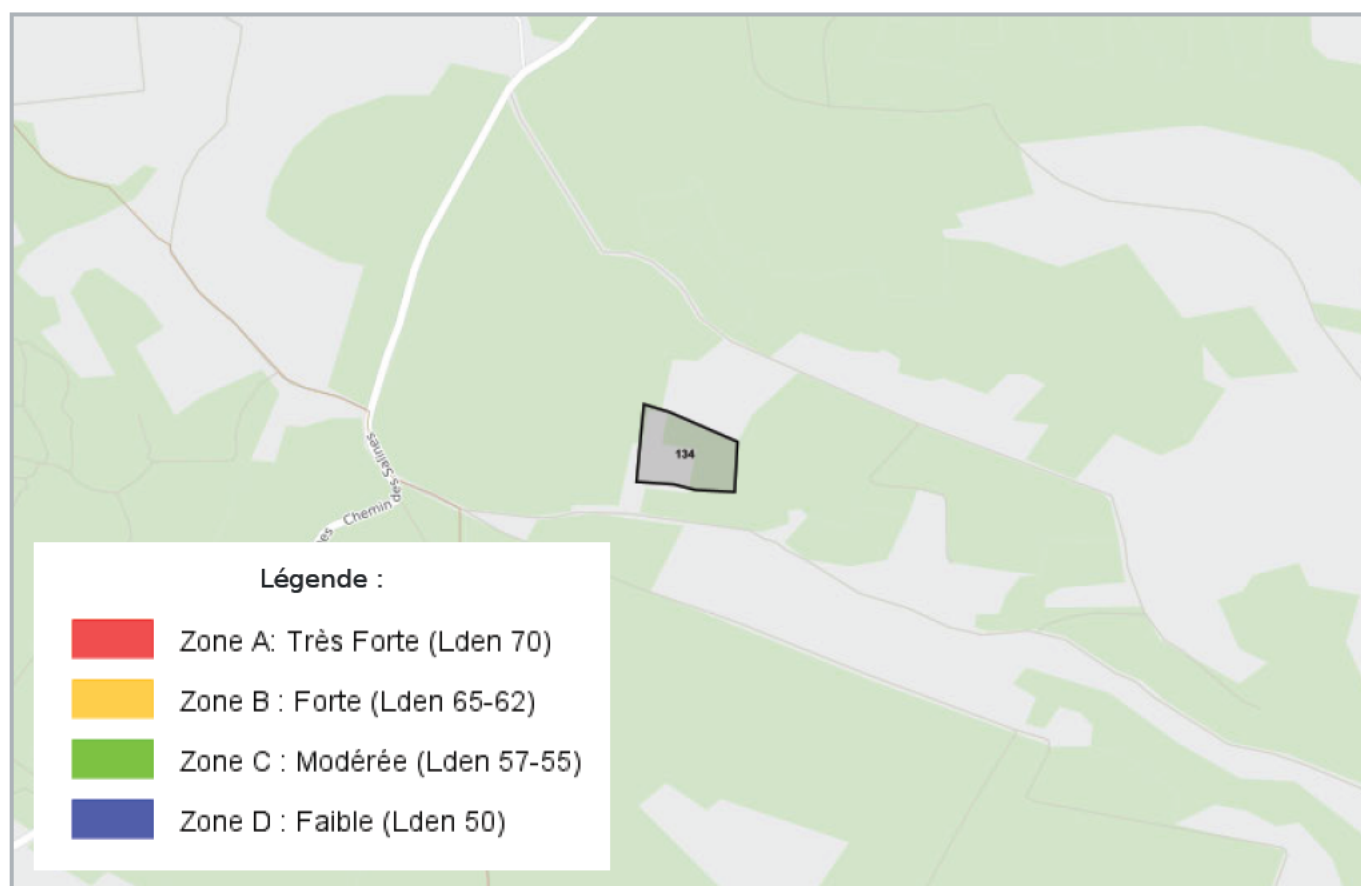 134
Chemin des Salines
es
Légende :
Zone A: Très Forte (Lden 70)
Zone B : Forte (Lden 65-62)
Zone C : Modérée (Lden 57-55)
Zone D : Faible (Lden 50)